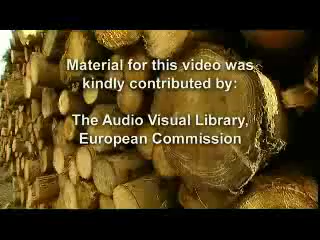 Material for this video was
kindly contributed by:
The Audio Visual Library,
European Commission